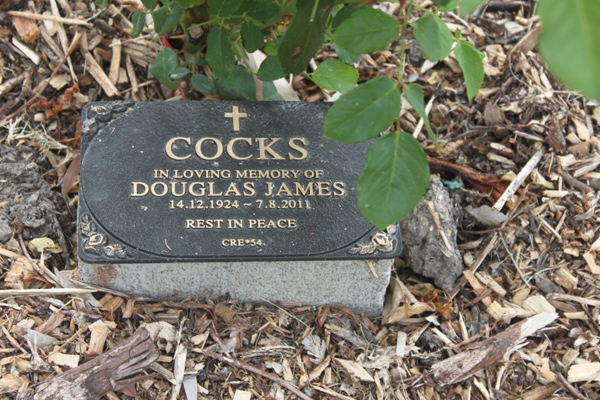 COCKS
IN LOVING MEMORY OF
DOUGLAS JAMES
14.12.1924 ~ 7.8.2011
REST IN PEACE
CRE*54.